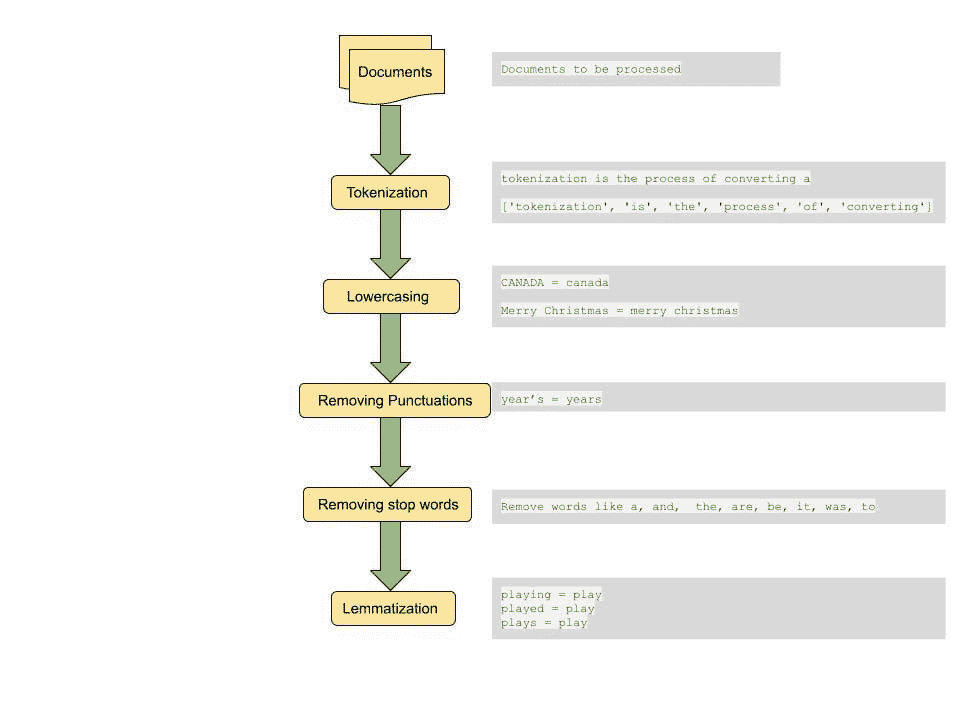 Documents
Documents to be processed
Tokenization
tokenization is the process of converting a
['tokenization', 'is', 'the', 'process', 'of', 'converting']
Lowercasing
CANADA = canada
Merry Christmas = merry christmas
Removing Punctuations
year’s = years
Removing stop words
Remove words like a, and,  the, are, be, it, was, to
Lemmatization
playing = play
played = play
plays = play